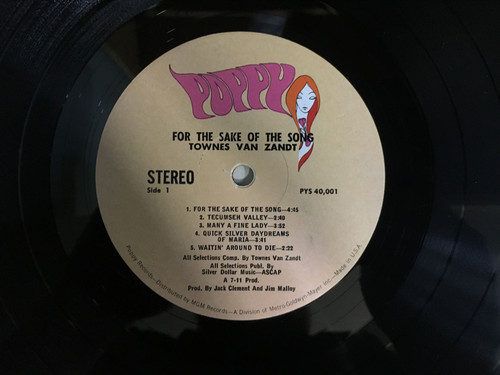 POPPY
FOR THE SAKE OF THE SONG
TOWNES VAN ZANDT
STEREO
Side 1
PYS 40,001
1. FOR THE SAKE OF THE SONG—4:45
2. TECUMSEH VALLEY—2:40
3. MANY A FINE LADY—3:52
4. QUICK SILVER DAYDREAMS
OF MARIA—3:41
5. WAITIN' AROUND TO DIE—2:22
All Selections Comp. By Townes Van Zandt
All Selections Publ. By
Silver Dollar Music—ASCAP
A 7-11 Prod.
Prod. By Jack Clement And Jim Malloy
Poppy Records—Distributed by MGM Records—A Division of Metro-Goldwyn-Mayer, Inc.—Made in U.S.A.